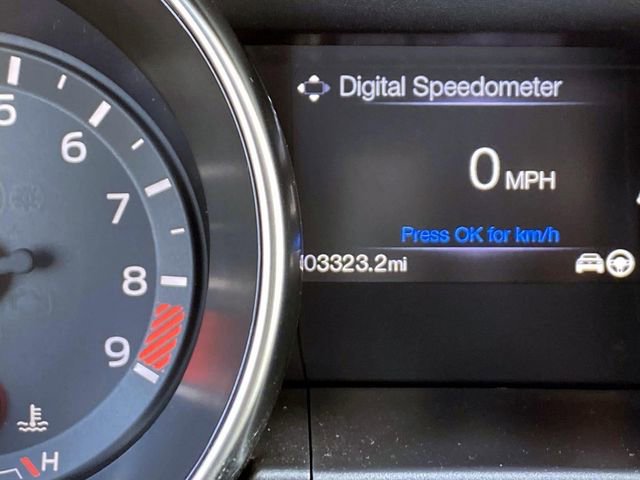 Digital Speedometer
0 MPH
Press OK for km/h
03323.2mi
5
6
7
8
9
H